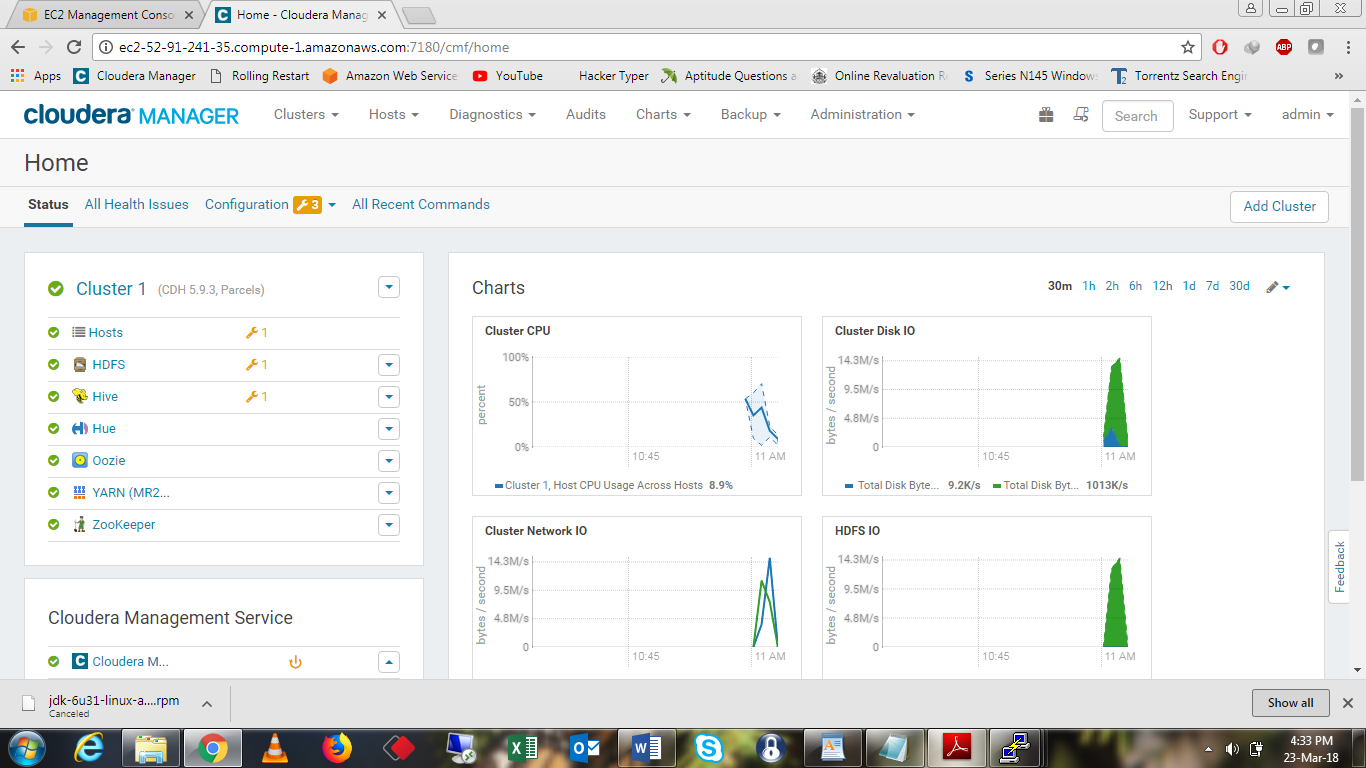 EC2 Management Conso
Home - Cloudera Manag
ec2-52-91-241-35.compute-1.amazonaws.com:7180/cmf/home
ABP
Apps
Cloudera Manager
Rolling Restart
Amazon Web Service
YouTube
Hacker Typer
Aptitude Questions a
Online Revaluation R
Series N145 Window
Torrentz Search Engi
cloudera MANAGER
Clusters
Hosts
Diagnostics
Audits
Charts
Backup
Administration
Search
Support
admin
Home
Status
All Health Issues
Configuration 3
All Recent Commands
Add Cluster
Cluster 1 (CDH 5.9.3, Parcels)
Hosts 1
HDFS 1
Hive 1
Hue
Oozie
YARN (MR2...
ZooKeeper
Cloudera Management Service
Cloudera M...
Charts
30m 1h 2h 6h 12h 1d 7d 30d
Cluster CPU
percent
100%
50%
0%
10:45
11 AM
Cluster 1, Host CPU Usage Across Hosts 8.9%
Cluster Disk IO
bytes / second
14.3M/s
9.5M/s
4.8M/s
0
10:45
11 AM
Total Disk Byte... 9.2K/s
Total Disk Byt... 1013K/s
Cluster Network IO
bytes / second
14.3M/s
9.5M/s
4.8M/s
0
10:45
11 AM
HDFS IO
bytes / second
14.3M/s
9.5M/s
4.8M/s
0
10:45
11 AM
Feedback
jdk-6u31-linux-a....rpm
Canceled
Show all
4:33 PM
23-Mar-18